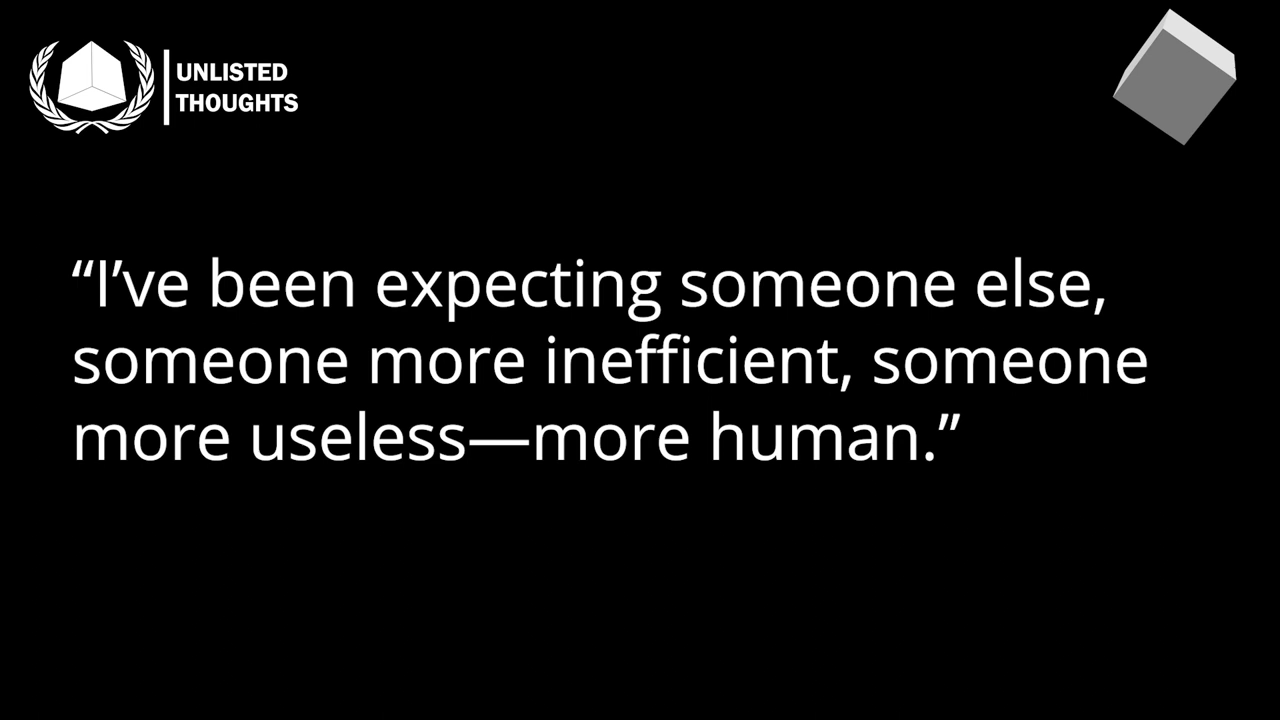 UNLISTED
THOUGHTS
“I’ve been expecting someone else,
someone more inefficient, someone
more useless—more human.”